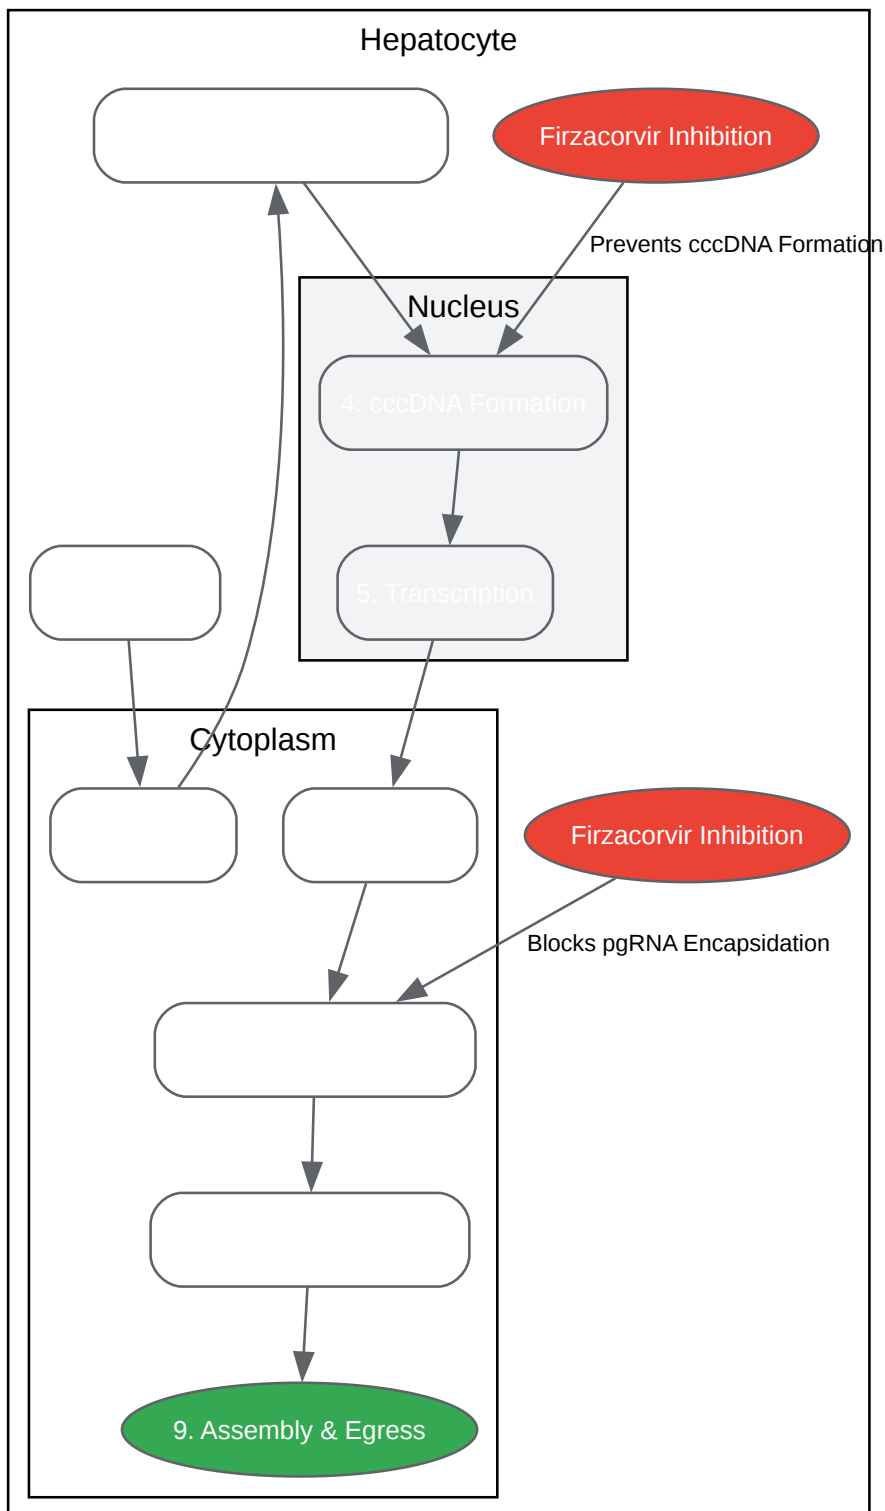 Hepatocyte
Firzacorvir Inhibition
Prevents cccDNA Formation
Nucleus
4. cccDNA Formation
5. Transcription
Cytoplasm
Firzacorvir Inhibition
Blocks pgRNA Encapsidation
9. Assembly & Egress